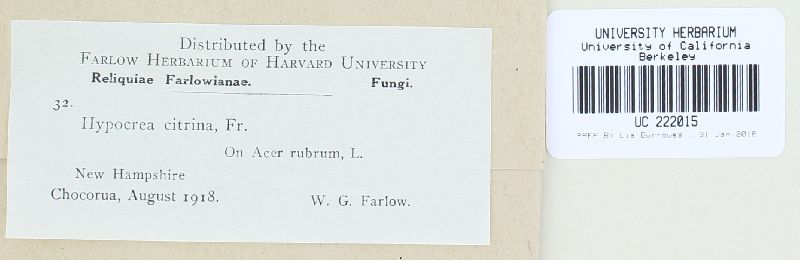 Distributed by the
FARLOW HERBARIUM OF HARVARD UNIVERSITY
Reliquiae Farlowianae. Fungi.
32.
Hypocrea citrina, Fr.
On Acer rubrum, L.
New Hampshire
Chocorua, August 1918. W. G. Farlow.
UNIVERSITY HERBARIUM
University of California
Berkeley
UC 222015
PREP BY Lia Burrowes , 31 Jan 2018